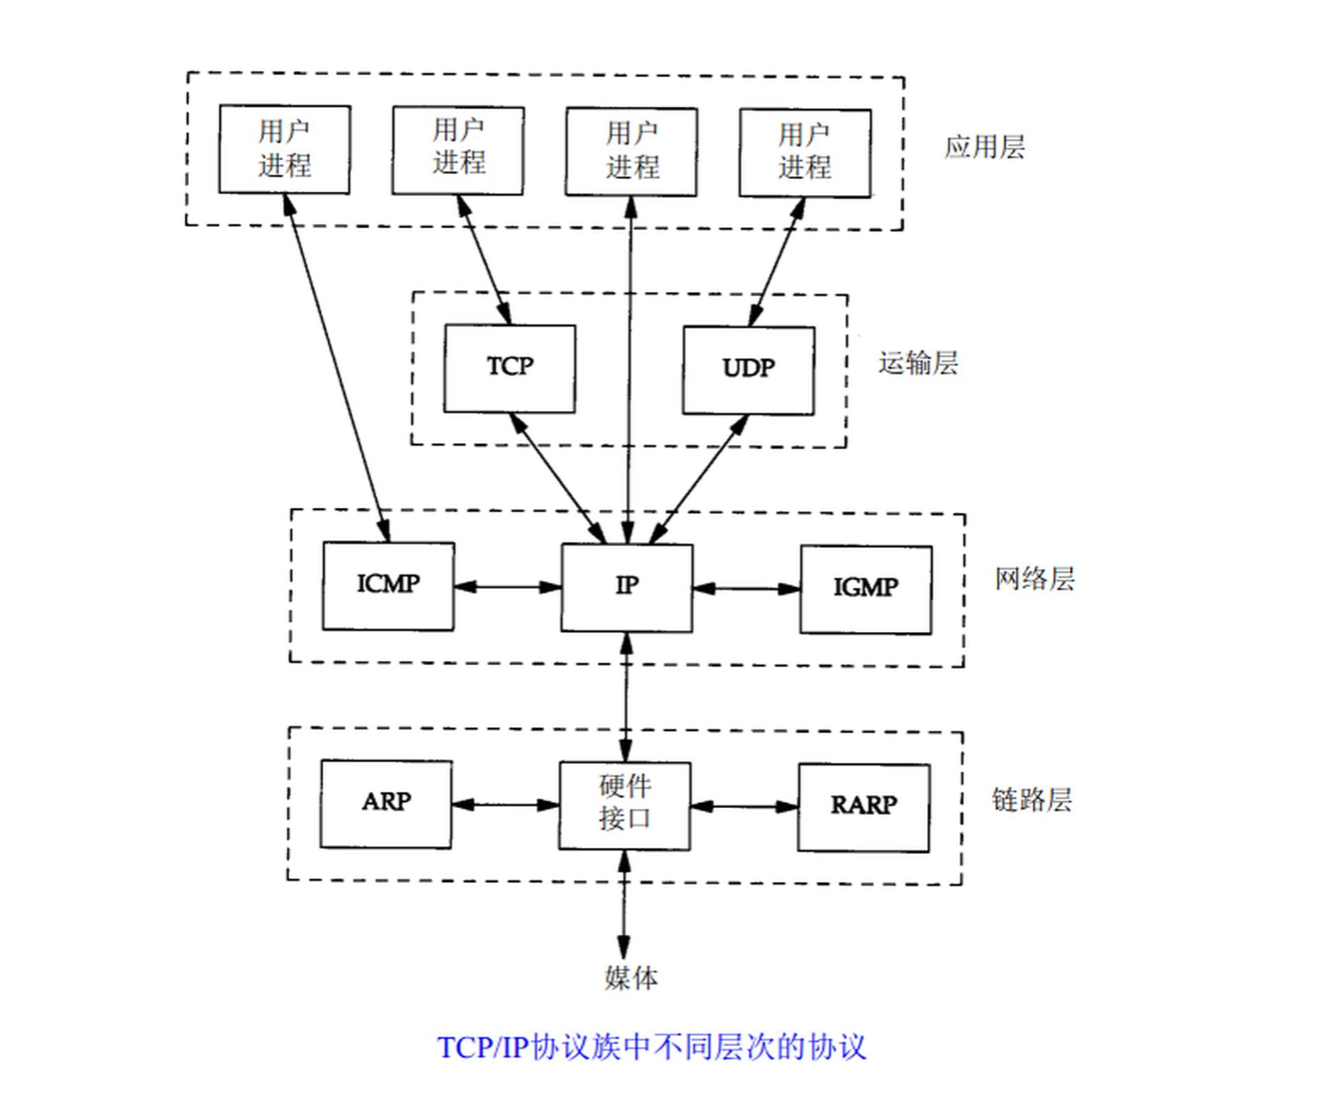 用户
进程
用户
进程
用户
进程
用户
进程
应用层
TCP
UDP
运输层
ICMP
IP
IGMP
网络层
ARP
硬件
接口
RARP
链路层
媒体
TCP/IP协议族中不同层次的协议